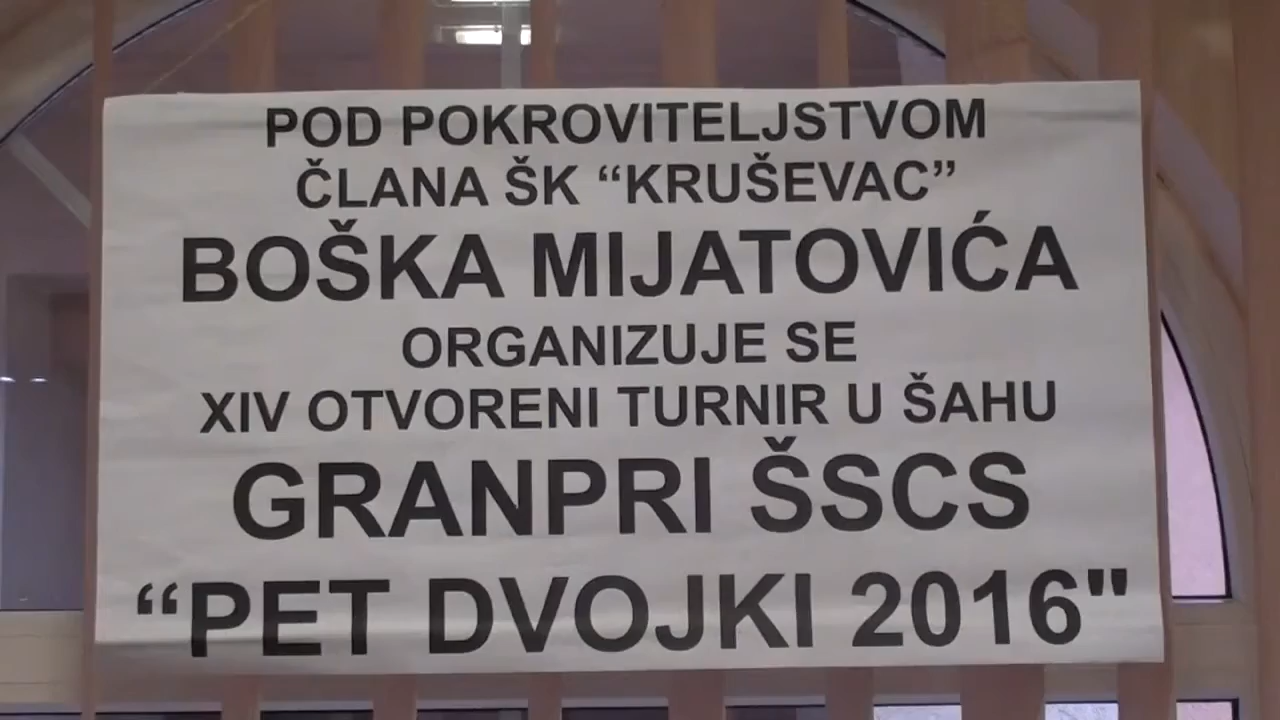 POD POKROVITELJSTVOM
ČLANA ŠK “KRUŠEVAC”
BOŠKA MIJATOVIĆA
ORGANIZUJE SE
XIV OTVORENI TURNIR U ŠAHU
GRANPRI ŠSCS
“PET DVOJKI 2016"